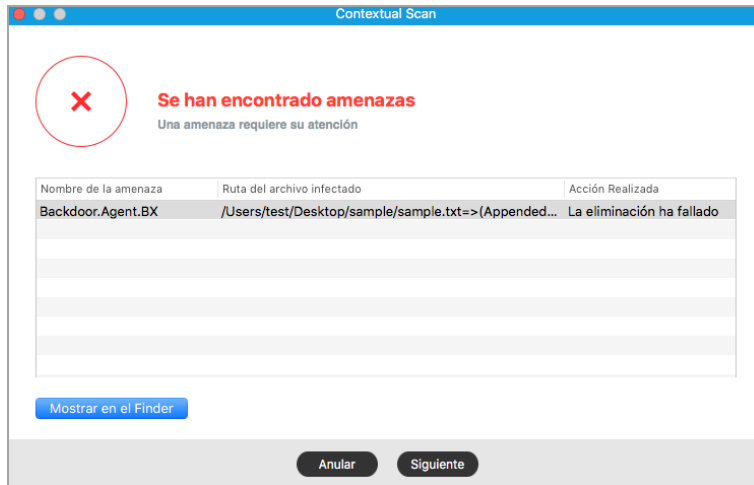 Contextual Scan
Se han encontrado amenazas
Una amenaza requiere su atención
Nombre de la amenaza Ruta del archivo infectado Acción Realizada
Backdoor.Agent.BX /Users/test/Desktop/sample/sample.txt=>(Appended... La eliminación ha fallado
Mostrar en el Finder
Anular Siguiente